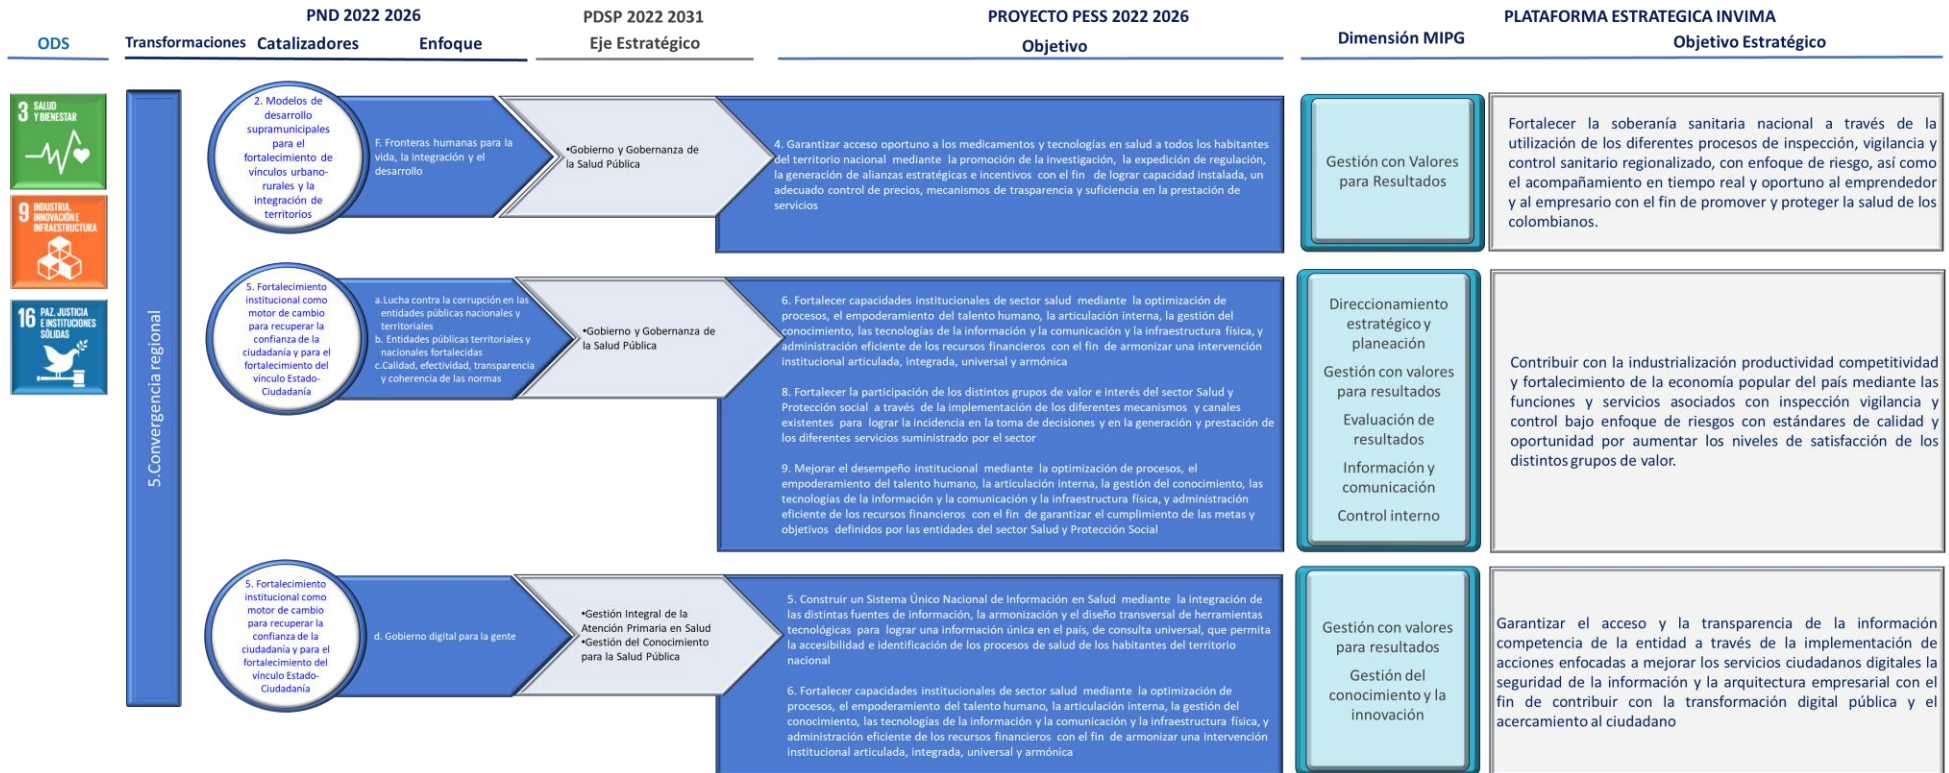 PND 2022 2026
PDSP 2022 2031
PROYECTO PESS 2022 2026
PLATAFORMA ESTRATEGICA INVIMA
ODS
Transformaciones
Catalizadores
Enfoque
Eje Estratégico
Objetivo
Dimensión MIPG
Objetivo Estratégico
3 SALUD
Y BIENESTAR
9 INDUSTRIA,
INNOVACIÓN E
INFRAESTRUCTURA
16 PAZ, JUSTICIA
E INSTITUCIONES
SÓLIDAS
5.Convergencia regional
2. Modelos de
desarrollo
supramunicipales
para el
fortalecimiento de
vínculos urbano-
rurales y la
integración de
territorios
F. Fronteras humanas para la
vida, la integración y el
desarrollo
•Gobierno y Gobernanza de
la Salud Pública
4. Garantizar acceso oportuno a los medicamentos y tecnologías en salud a todos los habitantes
del territorio nacional mediante la promoción de la investigación, la expedición de regulación,
la generación de alianzas estratégicas e incentivos con el fin de lograr capacidad instalada, un
adecuado control de precios, mecanismos de trasparencia y suficiencia en la prestación de
servicios
Gestión con Valores
para Resultados
Fortalecer la soberanía sanitaria nacional a través de la
utilización de los diferentes procesos de inspección, vigilancia y
control sanitario regionalizado, con enfoque de riesgo, así como
el acompañamiento en tiempo real y oportuno al emprendedor
y al empresario con el fin de promover y proteger la salud de los
colombianos.
5. Fortalecimiento
institucional como
motor de cambio
para recuperar la
confianza de la
ciudadanía y para el
fortalecimiento del
vínculo Estado-
Ciudadanía
a.Lucha contra la corrupción en las
entidades públicas nacionales y
territoriales
b. Entidades públicas territoriales y
nacionales fortalecidas
c.Calidad, efectividad, transparencia
y coherencia de las normas
•Gobierno y Gobernanza de
la Salud Pública
6. Fortalecer capacidades institucionales de sector salud mediante la optimización de
procesos, el empoderamiento del talento humano, la articulación interna, la gestión del
conocimiento, las tecnologías de la información y la comunicación y la infraestructura física, y
administración eficiente de los recursos financieros con el fin de armonizar una intervención
institucional articulada, integrada, universal y armónica
8. Fortalecer la participación de los distintos grupos de valor e interés del sector Salud y
Protección social a través de la implementación de los diferentes mecanismos y canales
existentes para lograr la incidencia en la toma de decisiones y en la generación y prestación de
los diferentes servicios suministrado por el sector
9. Mejorar el desempeño institucional mediante la optimización de procesos, el
empoderamiento del talento humano, la articulación interna, la gestión del conocimiento, las
tecnologías de la información y la comunicación y la infraestructura física, y administración
eficiente de los recursos financieros con el fin de garantizar el cumplimiento de las metas y
objetivos definidos por las entidades del sector Salud y Protección Social
Direccionamiento
estratégico y
planeación
Gestión con valores
para resultados
Evaluación de
resultados
Información y
comunicación
Control interno
Contribuir con la industrialización productividad competitividad
y fortalecimiento de la economía popular del país mediante las
funciones y servicios asociados con inspección vigilancia y
control bajo enfoque de riesgos con estándares de calidad y
oportunidad por aumentar los niveles de satisfacción de los
distintos grupos de valor.
5. Fortalecimiento
institucional como
motor de cambio
para recuperar la
confianza de la
ciudadanía y para el
fortalecimiento del
vínculo Estado-
Ciudadanía
d. Gobierno digital para la gente
•Gestión Integral de la
Atención Primaria en Salud
•Gestión del Conocimiento
para la Salud Pública
5. Construir un Sistema Único Nacional de Información en Salud mediante la integración de
las distintas fuentes de información, la armonización y el diseño transversal de herramientas
tecnológicas para lograr una información única en el país, de consulta universal, que permita
la accesibilidad e identificación de los procesos de salud de los habitantes del territorio
nacional
6. Fortalecer capacidades institucionales de sector salud mediante la optimización de
procesos, el empoderamiento del talento humano, la articulación interna, la gestión del
conocimiento, las tecnologías de la información y la comunicación y la infraestructura física, y
administración eficiente de los recursos financieros con el fin de armonizar una intervención
institucional articulada, integrada, universal y armónica
Gestión con valores
para resultados
Gestión del
conocimiento y la
innovación
Garantizar el acceso y la transparencia de la información
competencia de la entidad a través de la implementación de
acciones enfocadas a mejorar los servicios ciudadanos digitales la
seguridad de la información y la arquitectura empresarial con el
fin de contribuir con la transformación digital pública y el
acercamiento al ciudadano